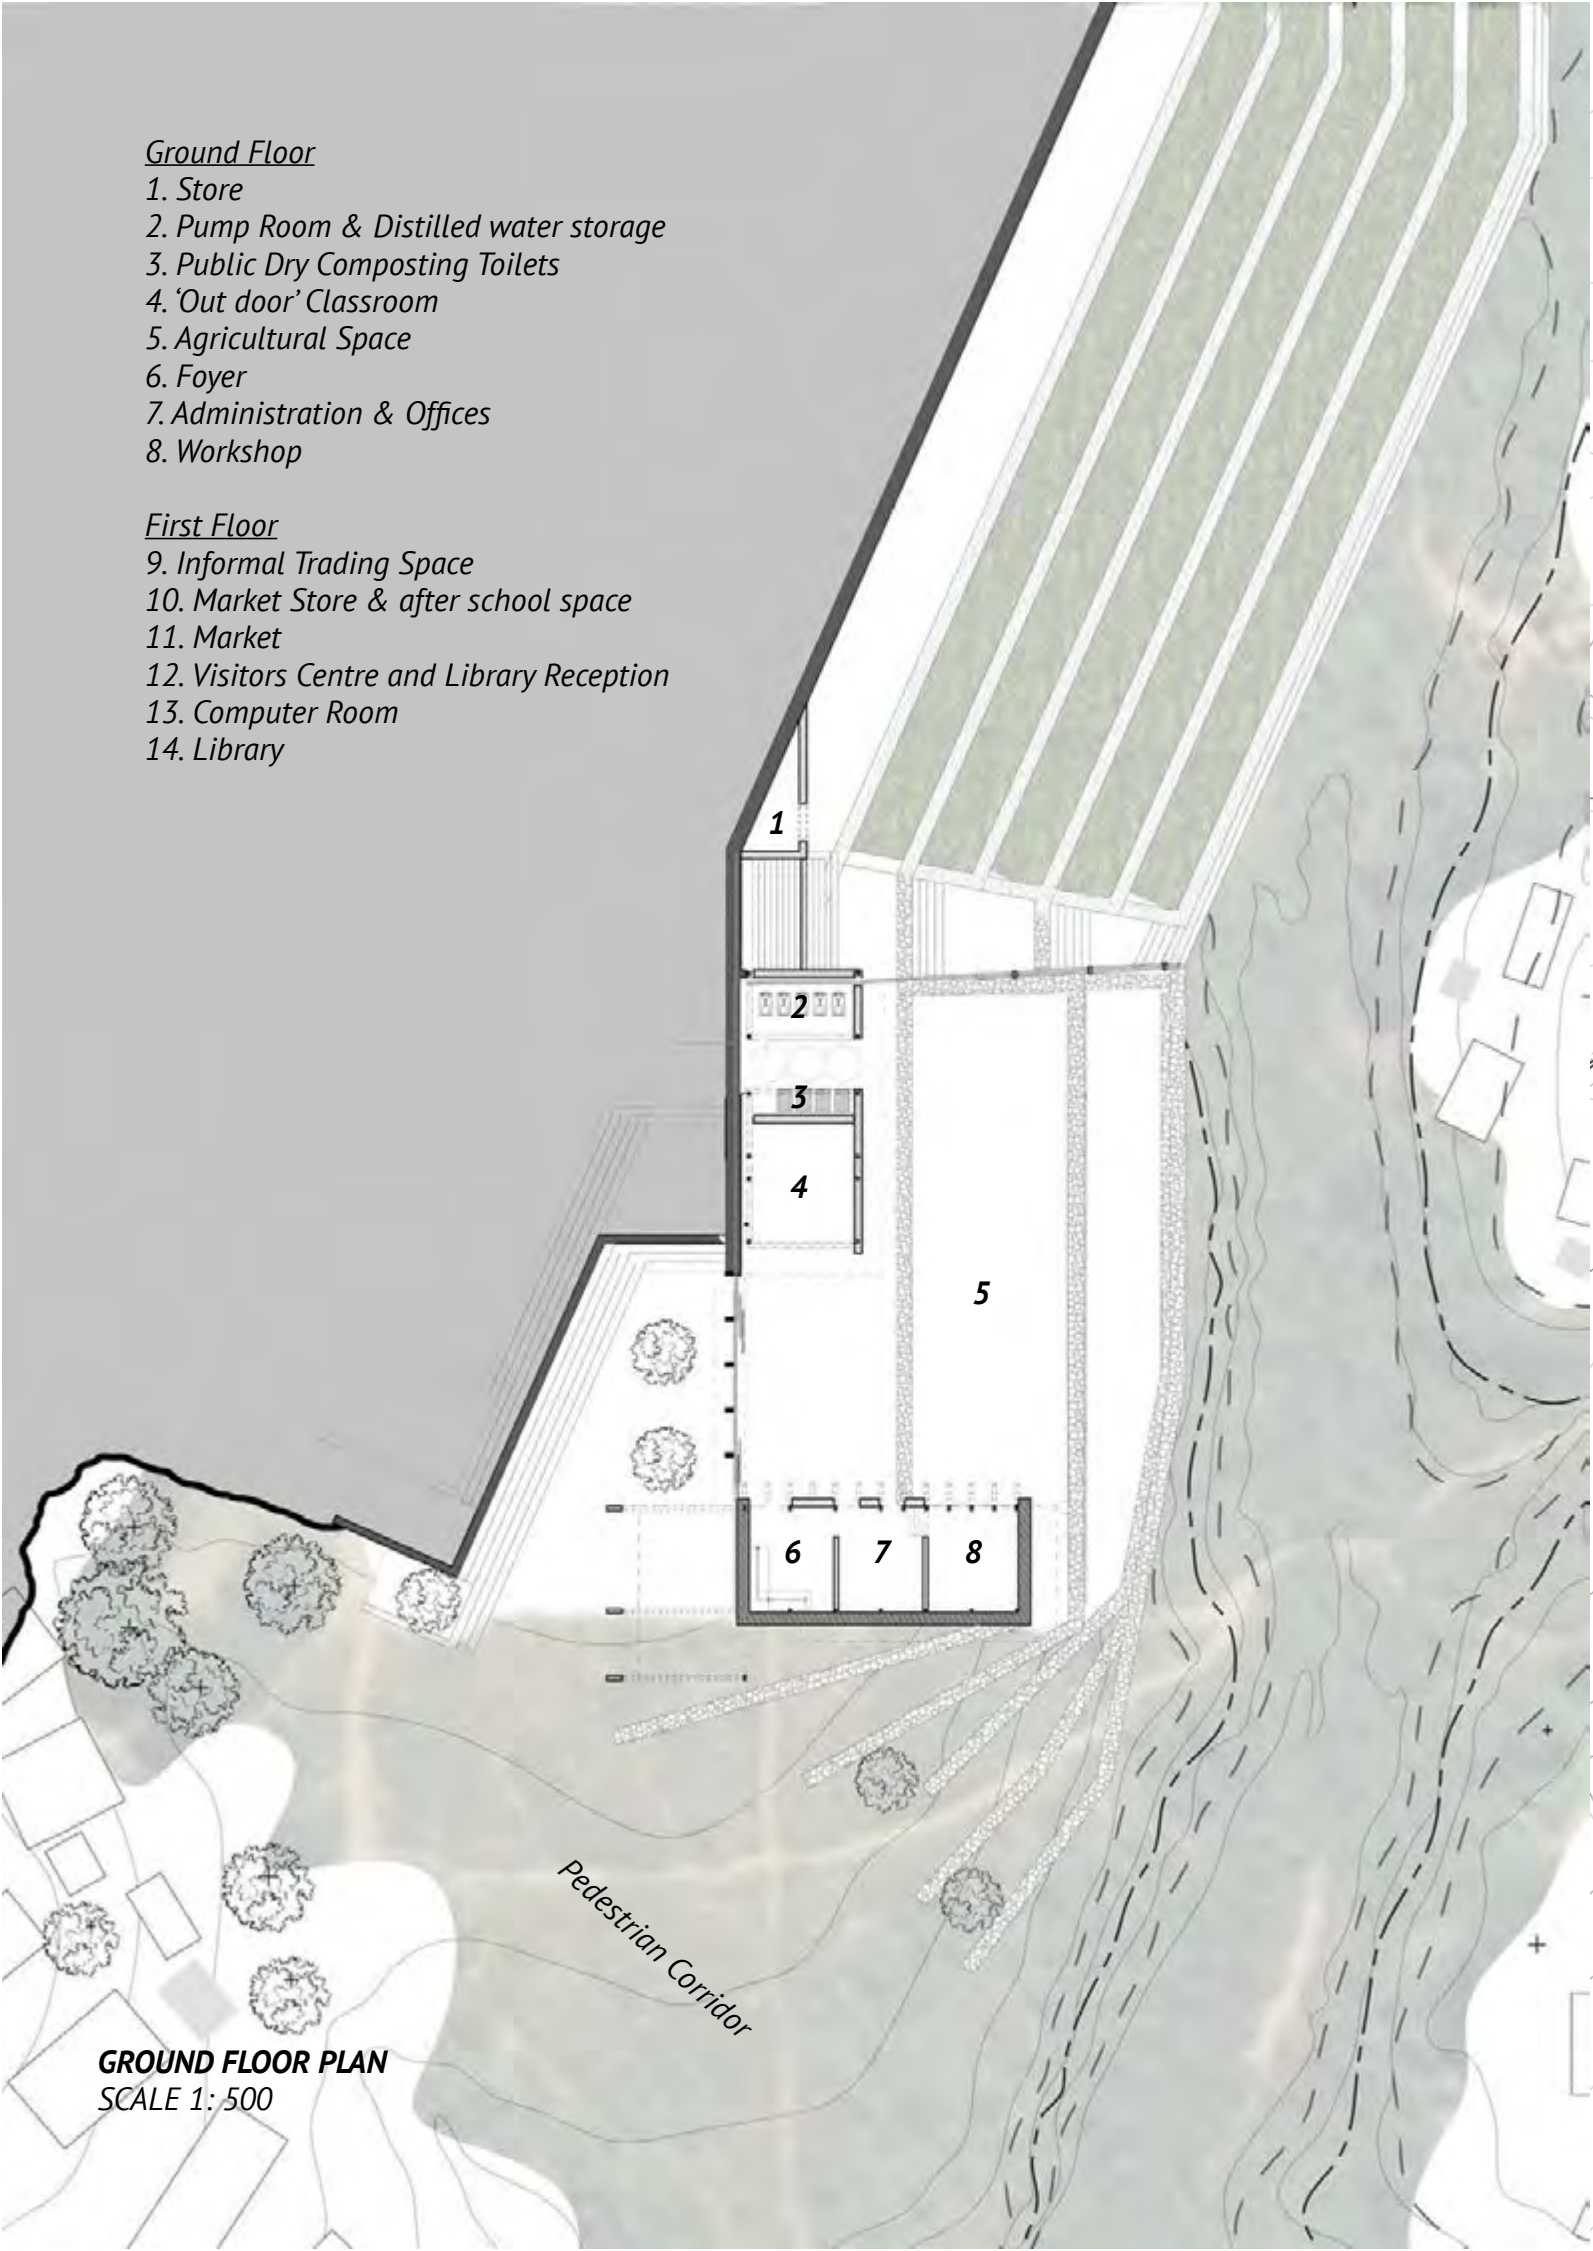 Ground Floor
1. Store
2. Pump Room & Distilled water storage
3. Public Dry Composting Toilets
4. ‘Out door’ Classroom
5. Agricultural Space
6. Foyer
7. Administration & Offices
8. Workshop
First Floor
9. Informal Trading Space
10. Market Store & after school space
11. Market
12. Visitors Centre and Library Reception
13. Computer Room
14. Library
1
2
3
4
5
6
7
8
Pedestrian Corridor
GROUND FLOOR PLAN
SCALE 1: 500